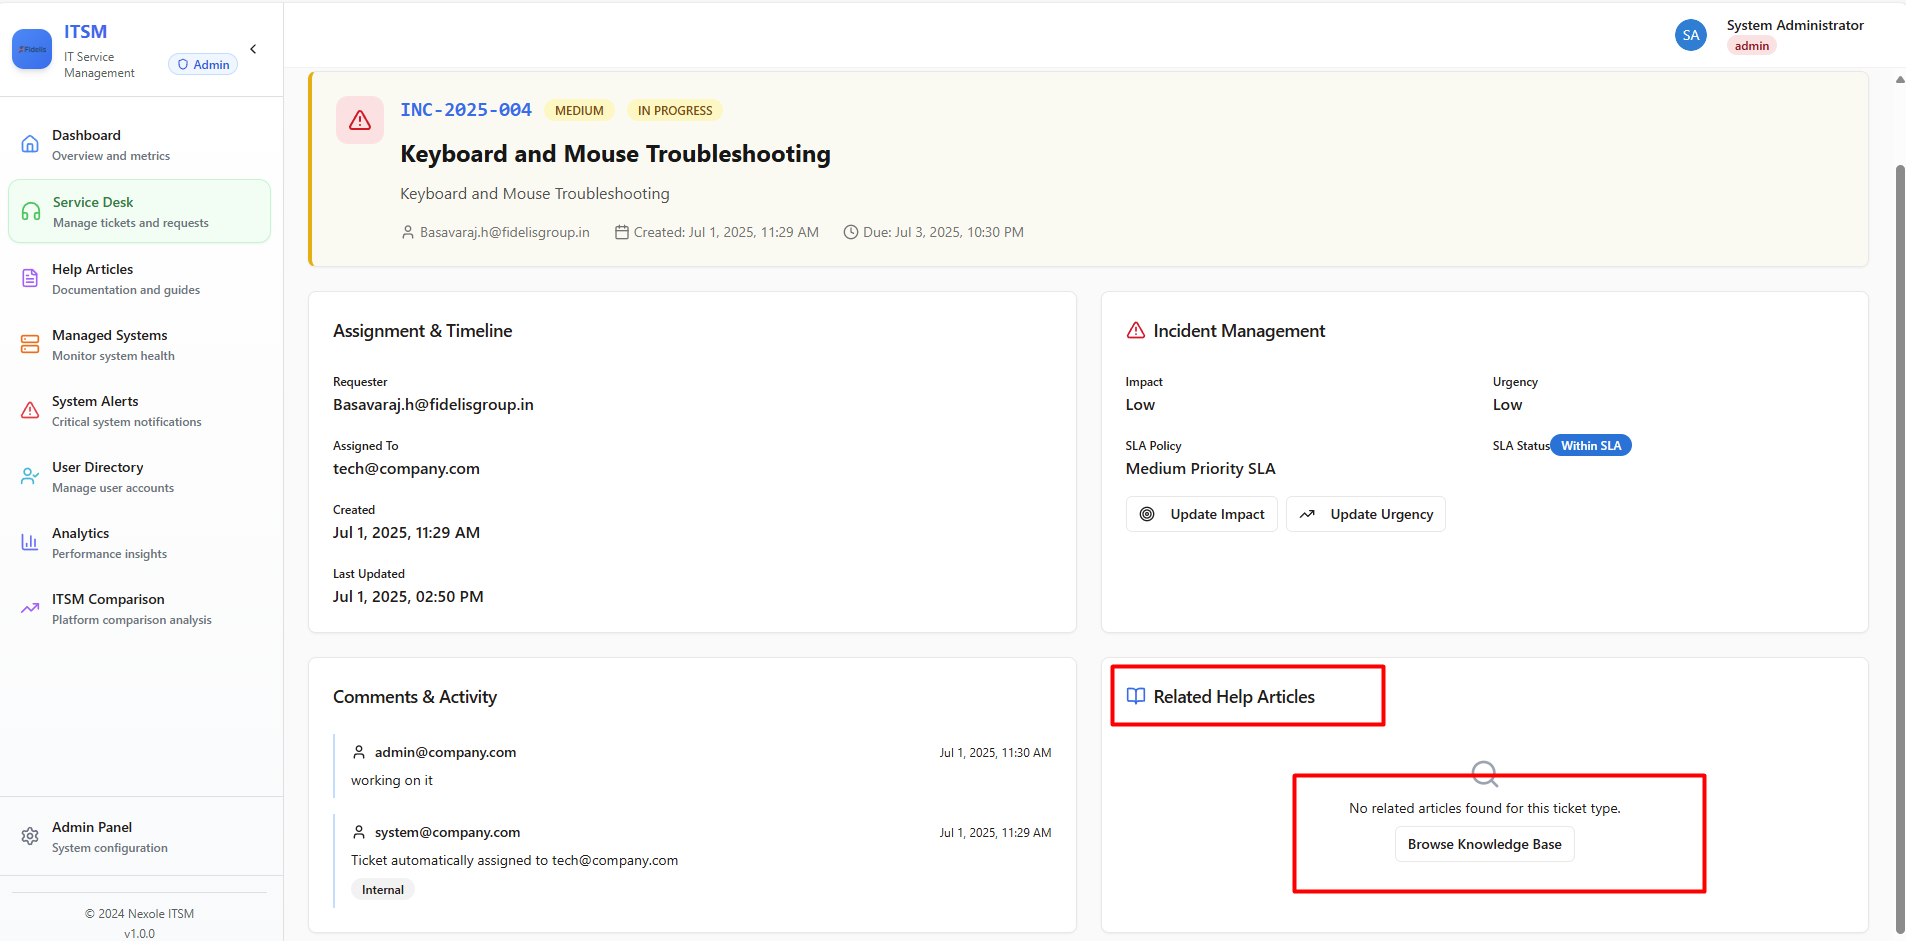 Fidelis
ITSM
IT Service
Management
Admin
SA
System Administrator
admin
Dashboard
Overview and metrics
Service Desk
Manage tickets and requests
Help Articles
Documentation and guides
Managed Systems
Monitor system health
System Alerts
Critical system notifications
User Directory
Manage user accounts
Analytics
Performance insights
ITSM Comparison
Platform comparison analysis
Admin Panel
System configuration
© 2024 Nexole ITSM
v1.0.0
INC-2025-004 MEDIUM IN PROGRESS
Keyboard and Mouse Troubleshooting
Keyboard and Mouse Troubleshooting
Basavaraj.h@fidelisgroup.in Created: Jul 1, 2025, 11:29 AM Due: Jul 3, 2025, 10:30 PM
Assignment & Timeline
Requester
Basavaraj.h@fidelisgroup.in
Assigned To
tech@company.com
Created
Jul 1, 2025, 11:29 AM
Last Updated
Jul 1, 2025, 02:50 PM
Incident Management
Impact Urgency
Low Low
SLA Policy SLA Status Within SLA
Medium Priority SLA
Update Impact Update Urgency
Comments & Activity
admin@company.com Jul 1, 2025, 11:30 AM
working on it
system@company.com Jul 1, 2025, 11:29 AM
Ticket automatically assigned to tech@company.com
Internal
Related Help Articles
No related articles found for this ticket type.
Browse Knowledge Base